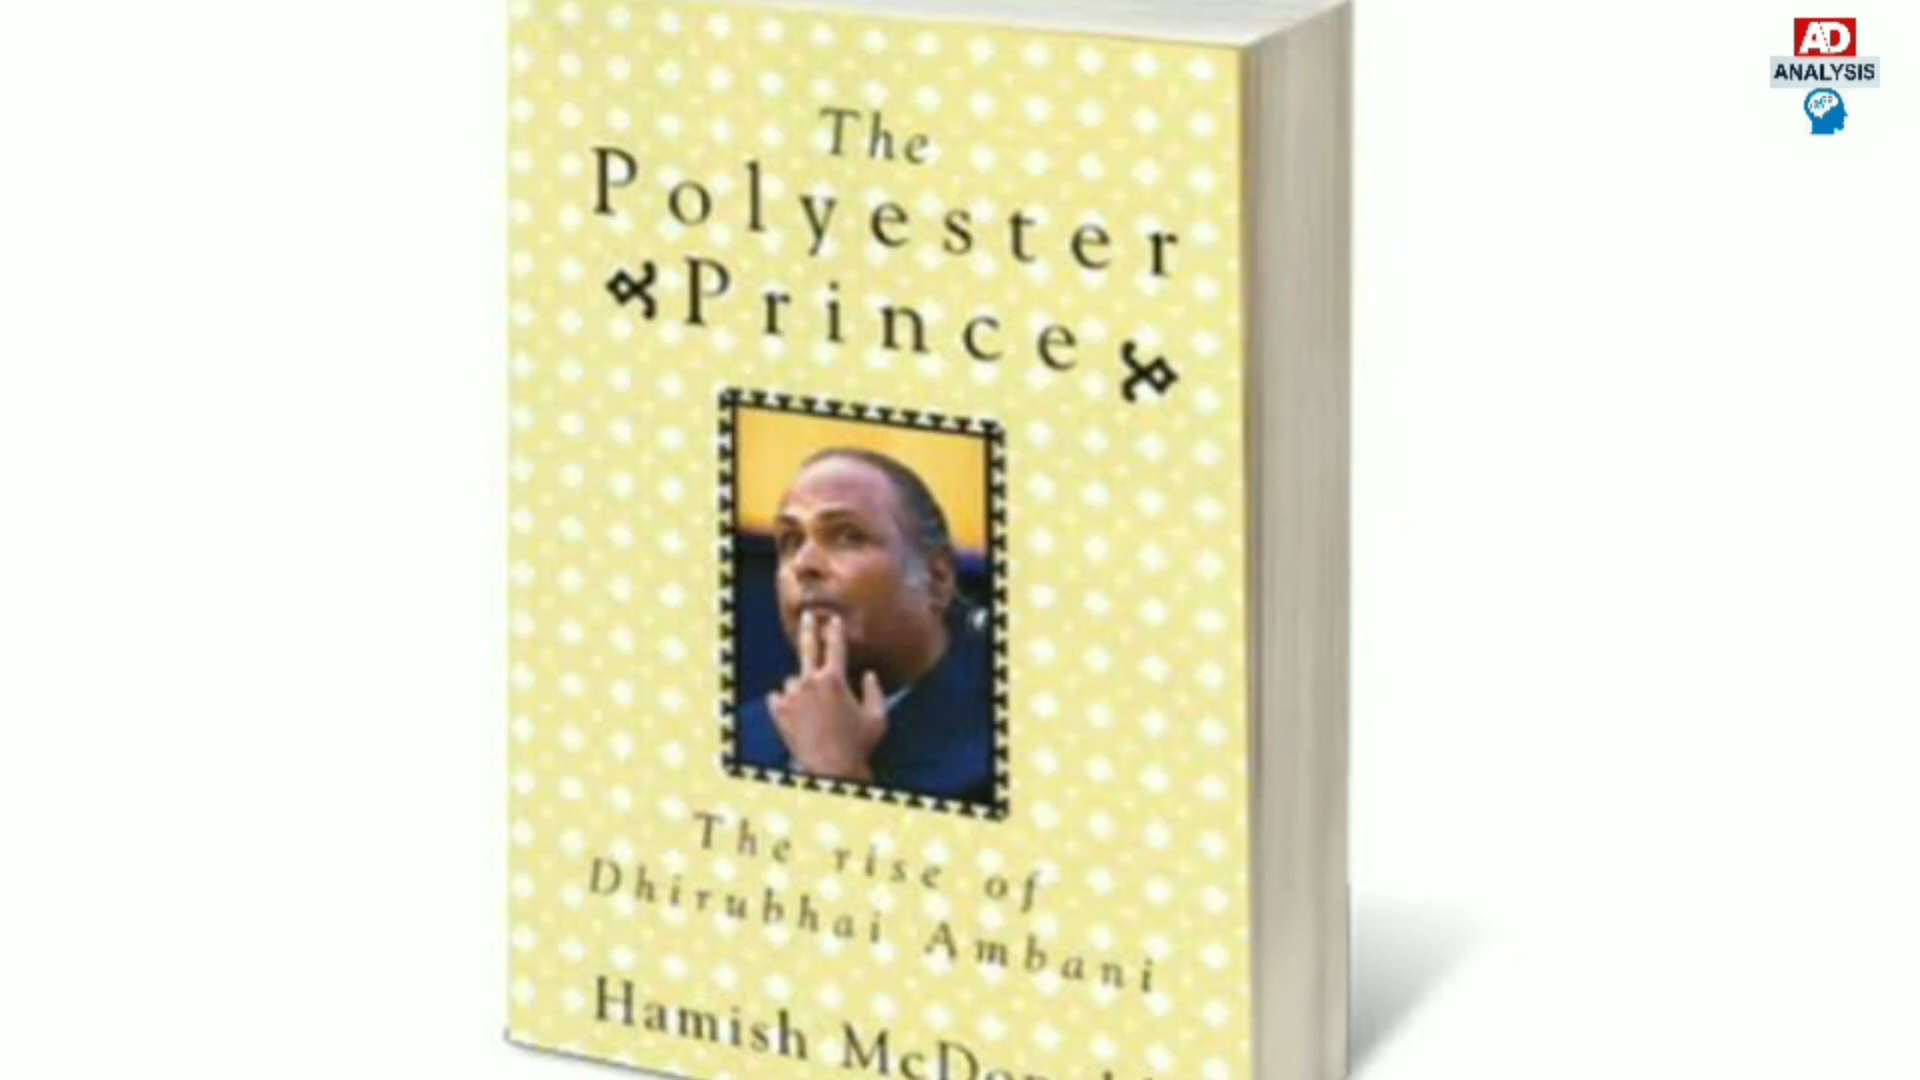 The
Polyester
Prince
The rise of
Dhirubhai Ambani
Hamish
AD
ANALYSIS